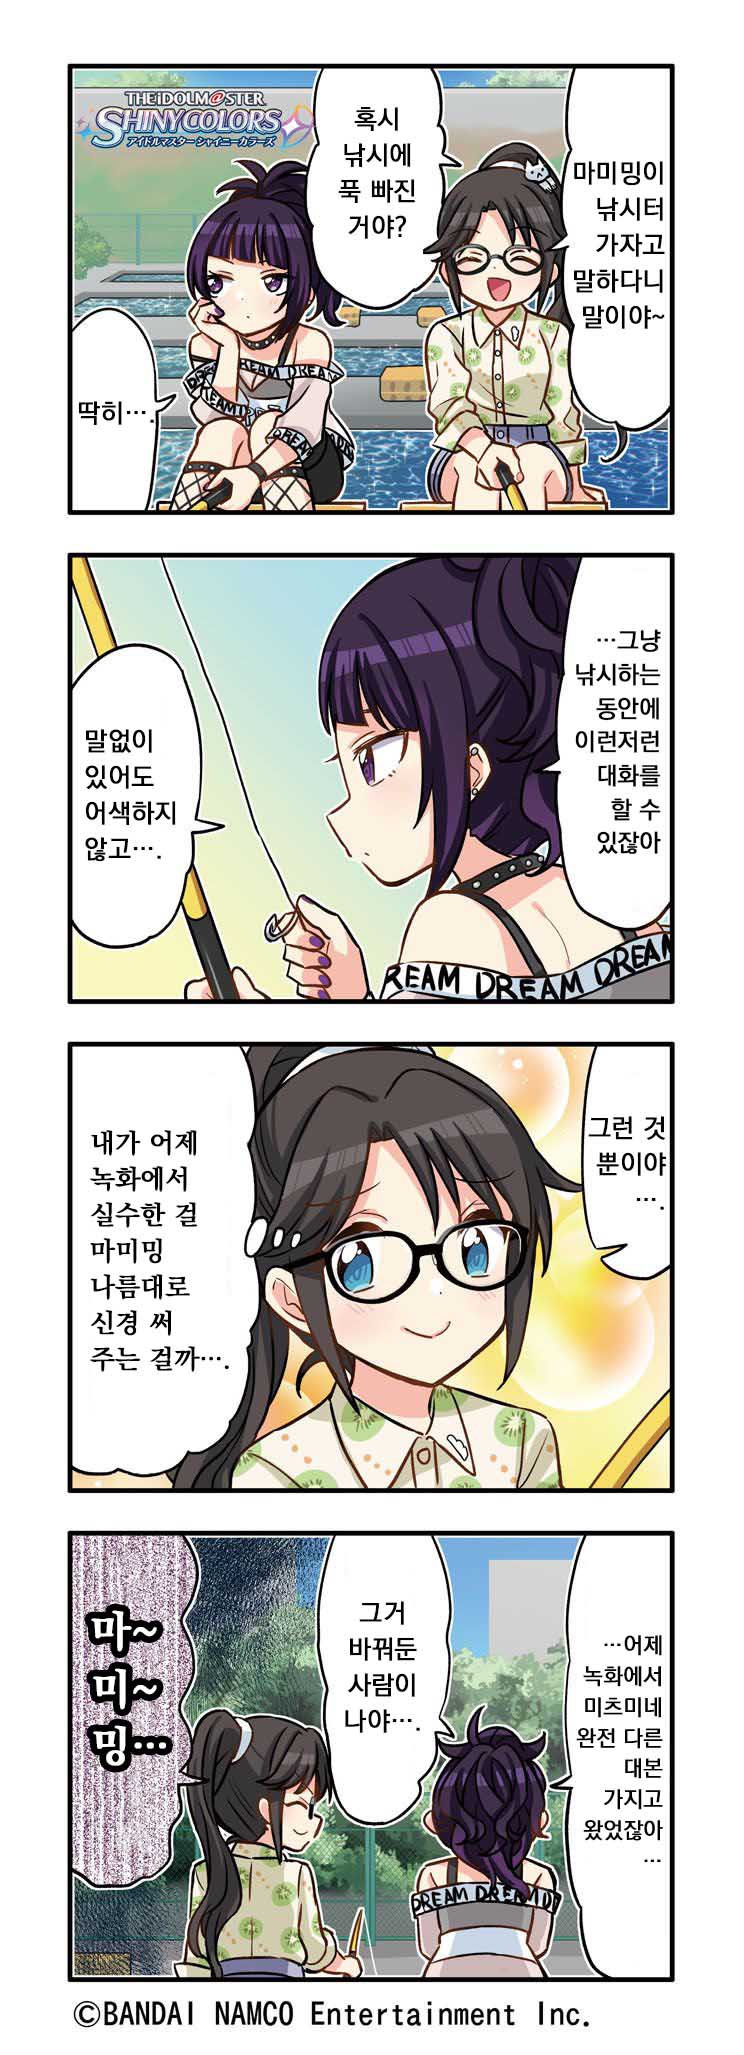 THE iDOLM@STER
SHINYCOLORS
アイドルマスター シャイニーカラーズ
마미밍이
낚시터
가자고
말하다니
말이야~
혹시
낚시에
푹 빠진
거야?
딱히….
DREAM DREAM
…그냥
낚시하는
동안에
이런저런
대화를
할 수
있잖아
말없이
있어도
어색하지
않고….
REAM DREAM DREAM
그런 것
뿐이야
….
내가 어제
녹화에서
실수한 걸
마미밍
나름대로
신경 써
주는 걸까….
…어제
녹화에서
미츠미네
완전 다른
대본
가지고
왔었잖아
…
그거
바꿔둔
사람이
나야….
마~
미~
밍…
DREAM DREAM
©BANDAI NAMCO Entertainment Inc.